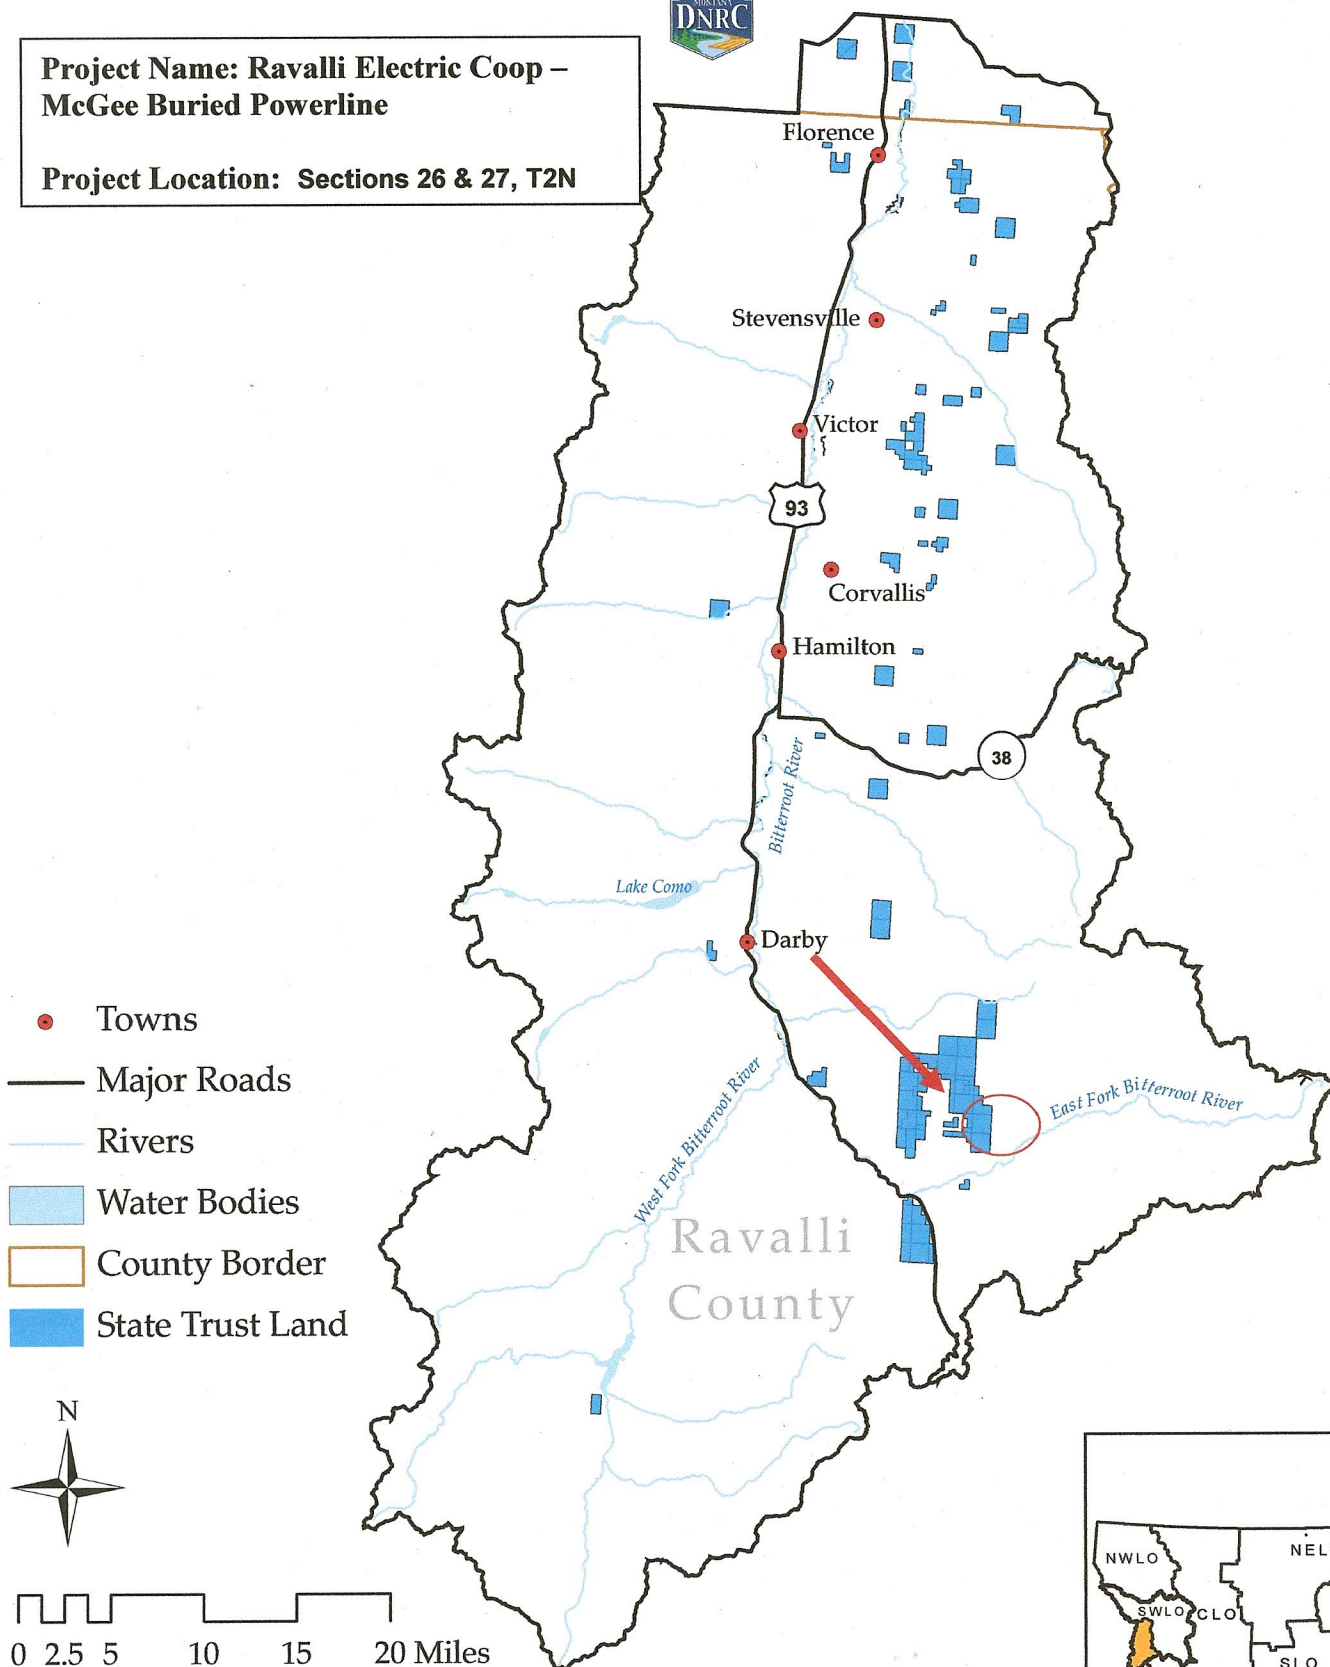 MONTANA
DNRC
Project Name: Ravalli Electric Coop –
McGee Buried Powerline
Project Location: Sections 26 & 27, T2N
Florence
Stevensville
Victor
93
Corvallis
Hamilton
38
Bitterroot River
Lake Como
Darby
Towns
Major Roads
Rivers
Water Bodies
County Border
State Trust Land
East Fork Bitterroot River
West Fork Bitterroot River
Ravalli
County
N
0 2.5 5 10 15 20 Miles
NWLO
NEL
SWLO
CLO
SLO